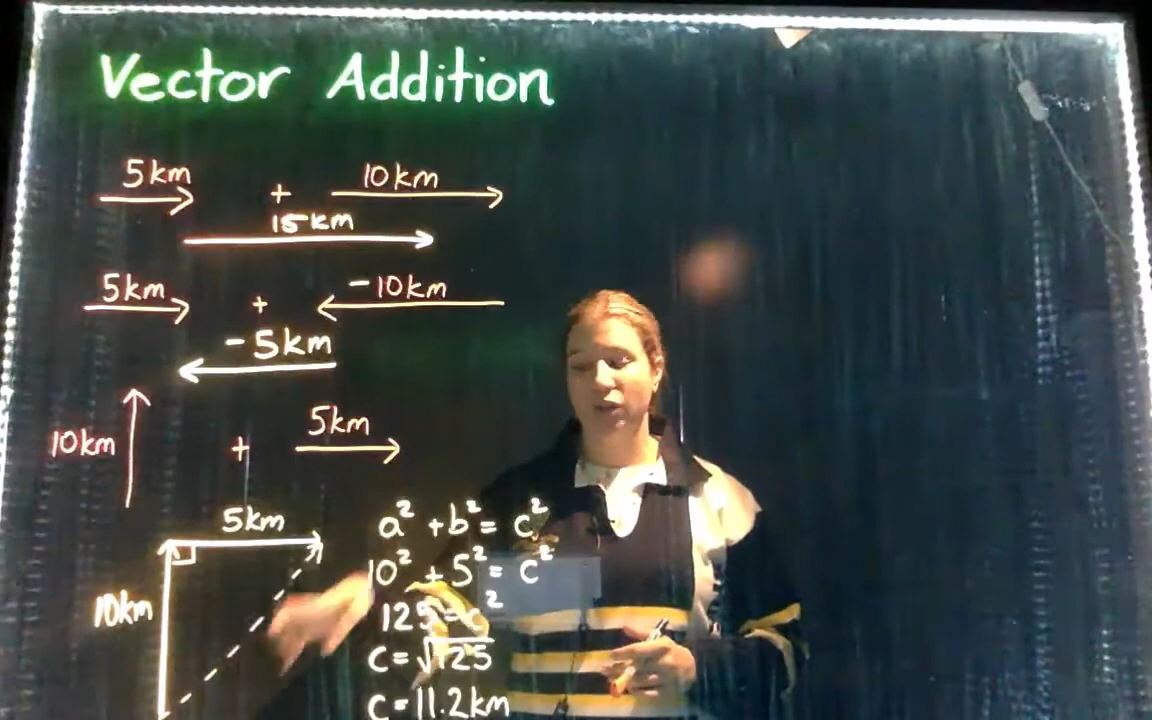 Vector Addition
5km + 10km
15km
5km + -10km
-5km
10km + 5km
5km
10km
a² + b² = c²
10² + 5² = c²
125 = c²
c = √125
c = 11.2km